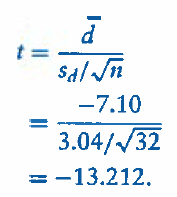 t = d̄ / (s_d/√n)
= −7.10 / (3.04/√32)
= −13.212.